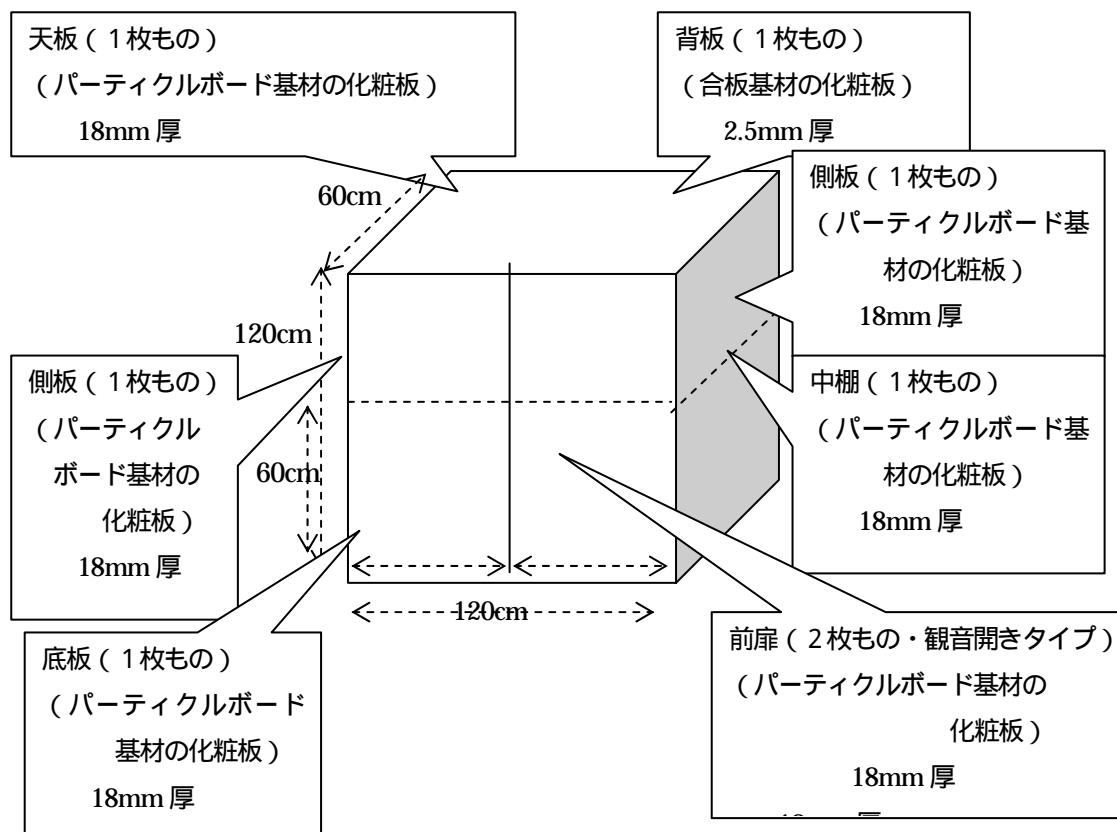 天板（１枚もの）
（パーティクルボード基材の化粧板）
18mm 厚
背板（１枚もの）
（合板基材の化粧板）
2.5mm 厚
側板（１枚もの）
（パーティクルボード基
材の化粧板）
18mm 厚
60cm
120cm
側板（１枚もの）
（パーティクル
ボード基材の
化粧板）
18mm 厚
60cm
中棚（１枚もの）
（パーティクルボード基
材の化粧板）
18mm 厚
120cm
底板（１枚もの）
（パーティクルボード
基材の化粧板）
18mm 厚
前扉（２枚もの・観音開きタイプ）
（パーティクルボード基材の
化粧板）
18mm 厚